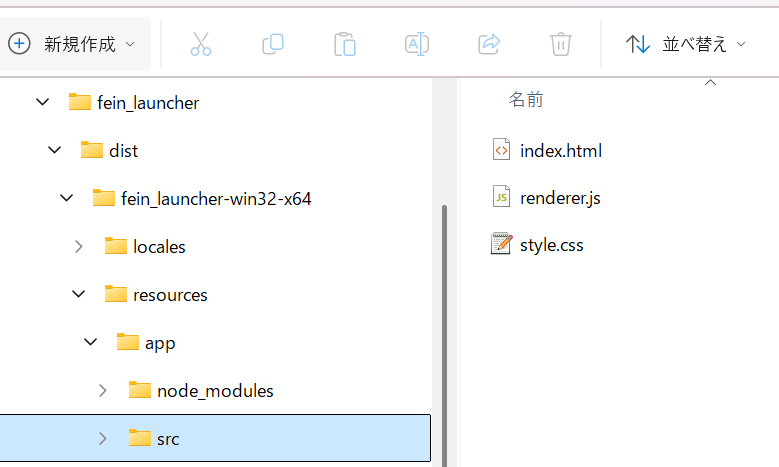 新規作成
並べ替え
fein_launcher
dist
fein_launcher-win32-x64
locales
resources
app
node_modules
src
名前
index.html
JS
renderer.js
style.css